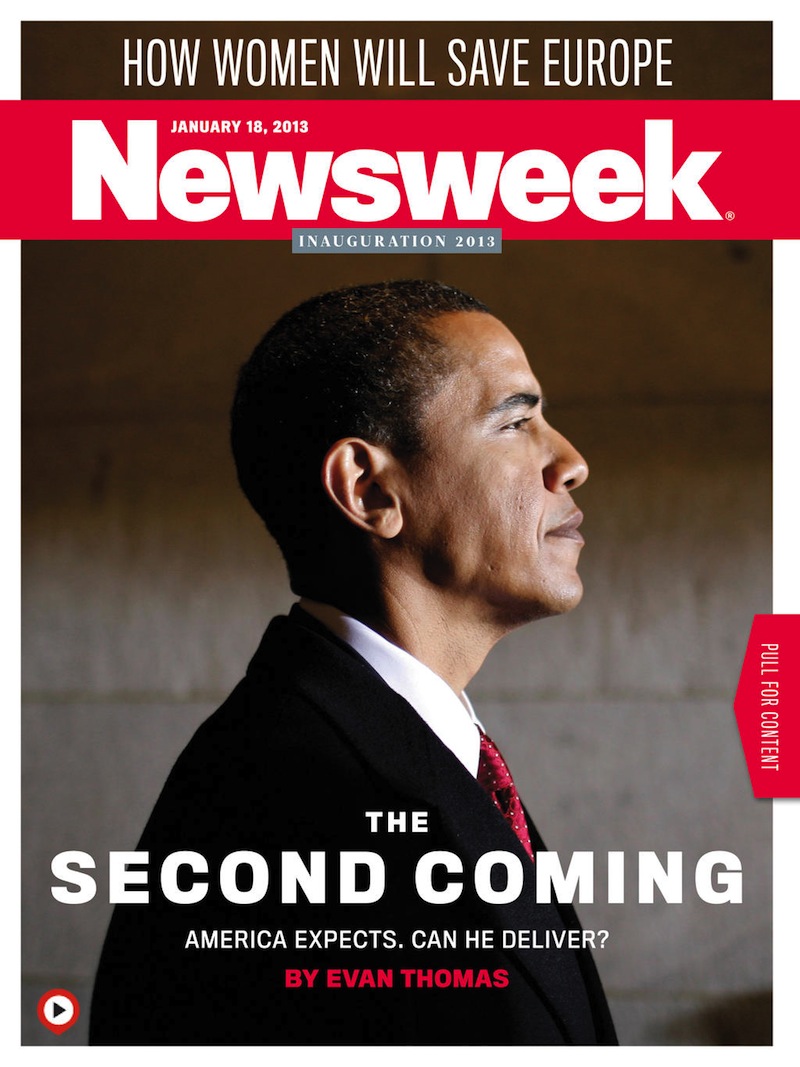 HOW WOMEN WILL SAVE EUROPE
JANUARY 18, 2013
Newsweek®
INAUGURATION 2013
PULL FOR CONTENT
THE
SECOND COMING
AMERICA EXPECTS. CAN HE DELIVER?
BY EVAN THOMAS